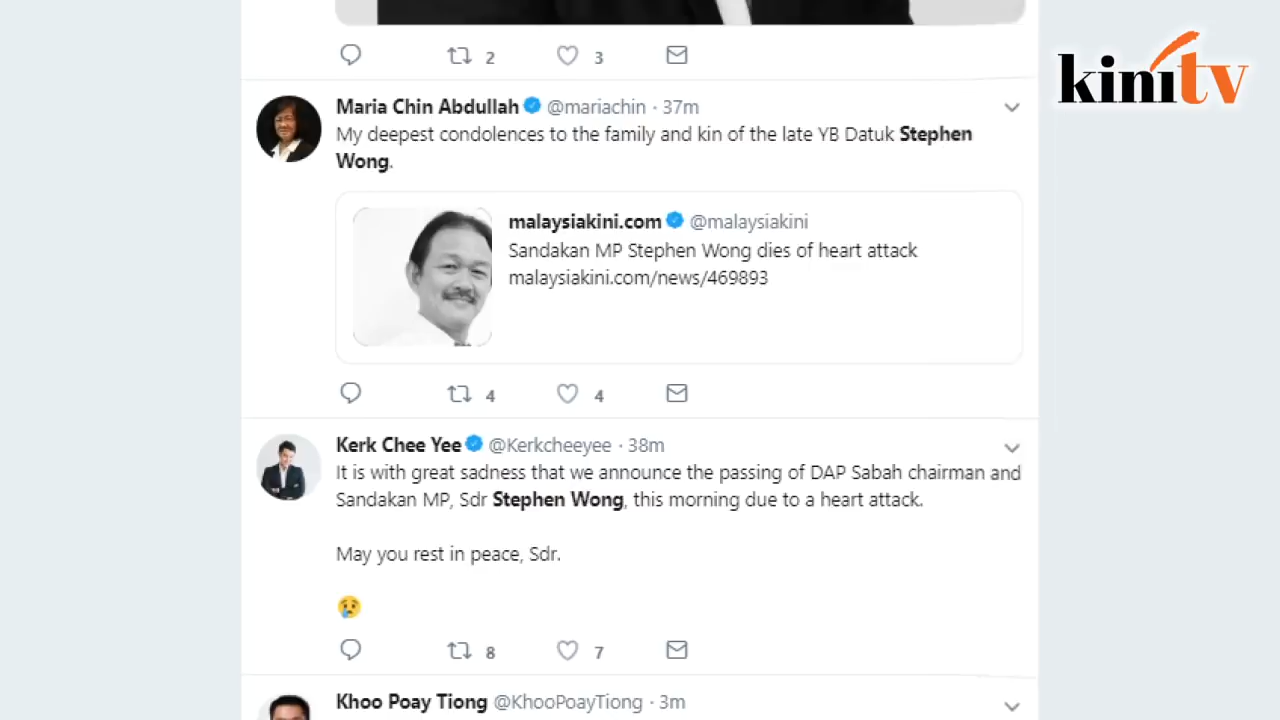 2
3
kinitv
Maria Chin Abdullah @mariachin · 37m
My deepest condolences to the family and kin of the late YB Datuk Stephen
Wong.
malaysiakini.com @malaysiakini
Sandakan MP Stephen Wong dies of heart attack
malaysiakini.com/news/469893
4
4
Kerk Chee Yee @Kerkcheeyee · 38m
It is with great sadness that we announce the passing of DAP Sabah chairman and
Sandakan MP, Sdr Stephen Wong, this morning due to a heart attack.
May you rest in peace, Sdr.
😢
8
7
Khoo Poay Tiong @KhooPoayTiong · 3m